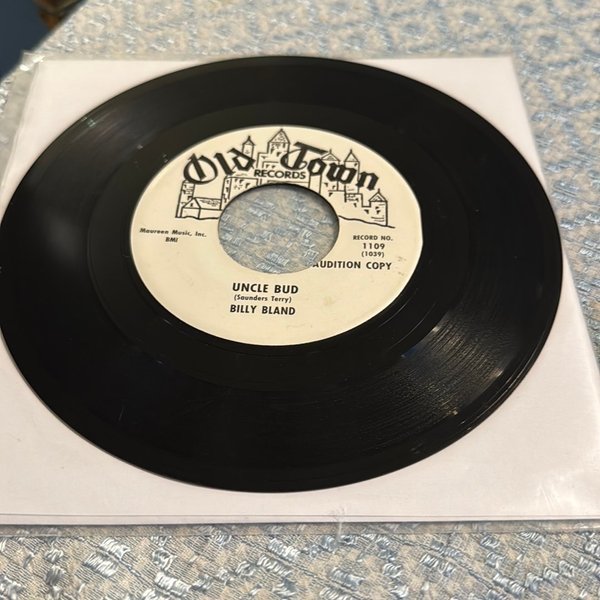 Old Town
RECORDS
Maureen Music, Inc.
BMI
RECORD NO.
1109
(1039)
AUDITION COPY
UNCLE BUD
(Saunders Terry)
BILLY BLAND